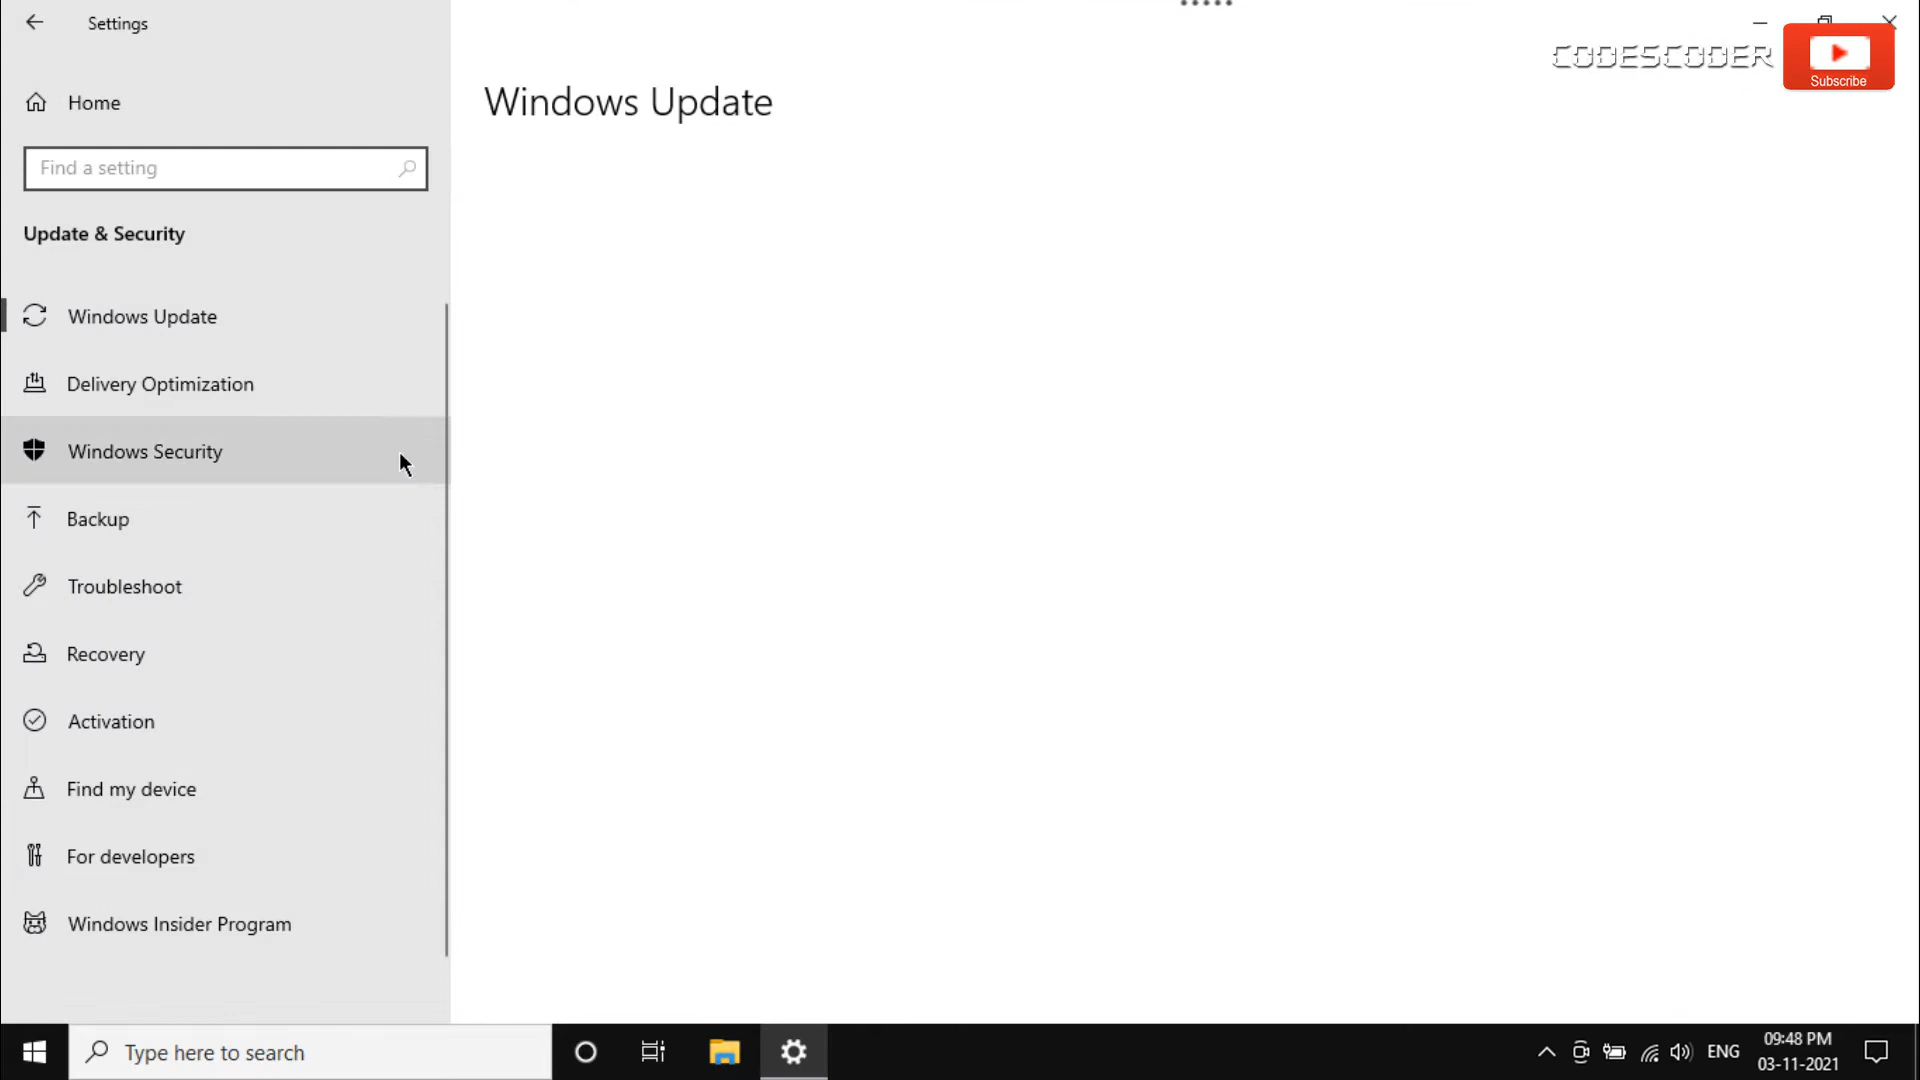 Settings
CODESCODER
Subscribe
Home
Find a setting
Update & Security
Windows Update
Delivery Optimization
Windows Security
Backup
Troubleshoot
Recovery
Activation
Find my device
For developers
Windows Insider Program
Windows Update
Type here to search
ENG
09:48 PM
03-11-2021